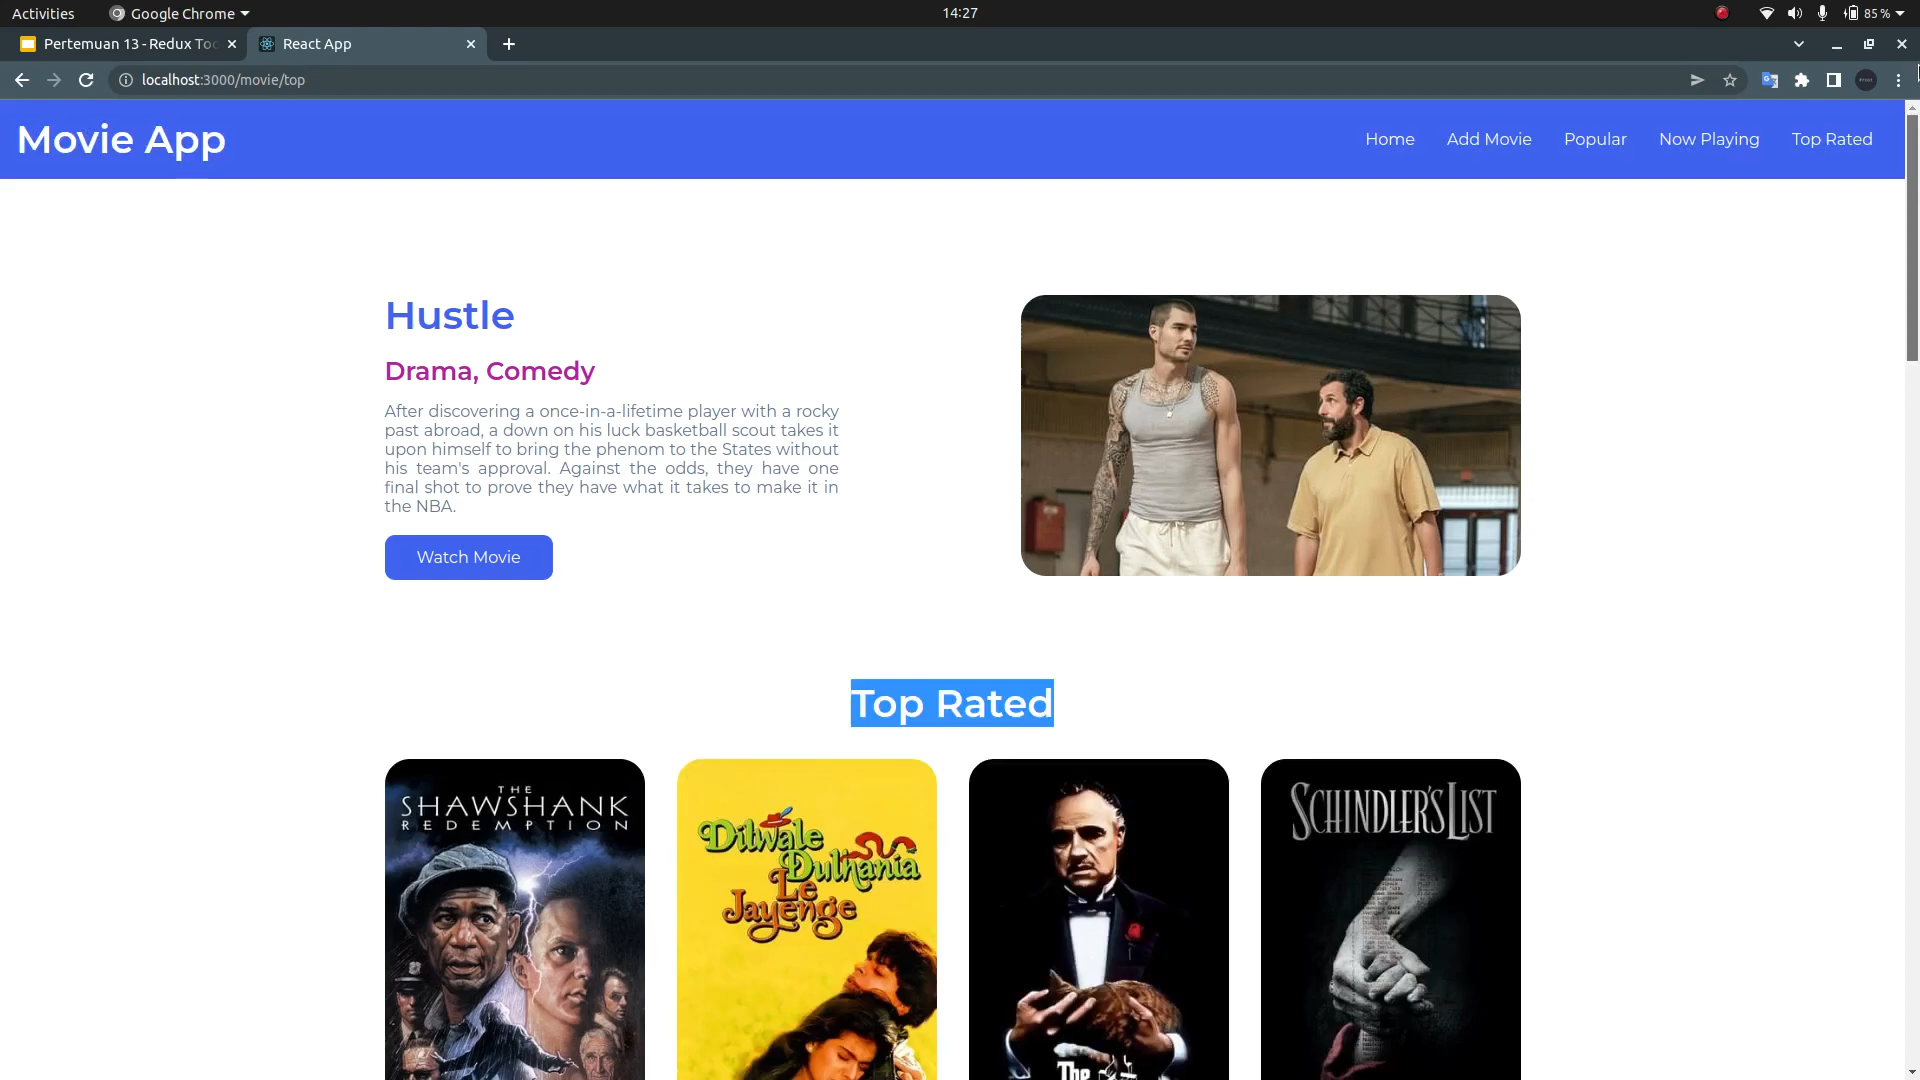 Activities
Google Chrome
14:27
85 %
Pertemuan 13 - Redux Too
React App
localhost:3000/movie/top
Movie App
Home
Add Movie
Popular
Now Playing
Top Rated
Hustle
Drama, Comedy
After discovering a once-in-a-lifetime player with a rocky
past abroad, a down on his luck basketball scout takes it
upon himself to bring the phenom to the States without
his team's approval. Against the odds, they have one
final shot to prove they have what it takes to make it in
the NBA.
Watch Movie
Top Rated
THE
SHAWSHANK
REDEMPTION
Dilwale
Dulhania
Le
Jayenge
The
SCHINDLER'S LIST